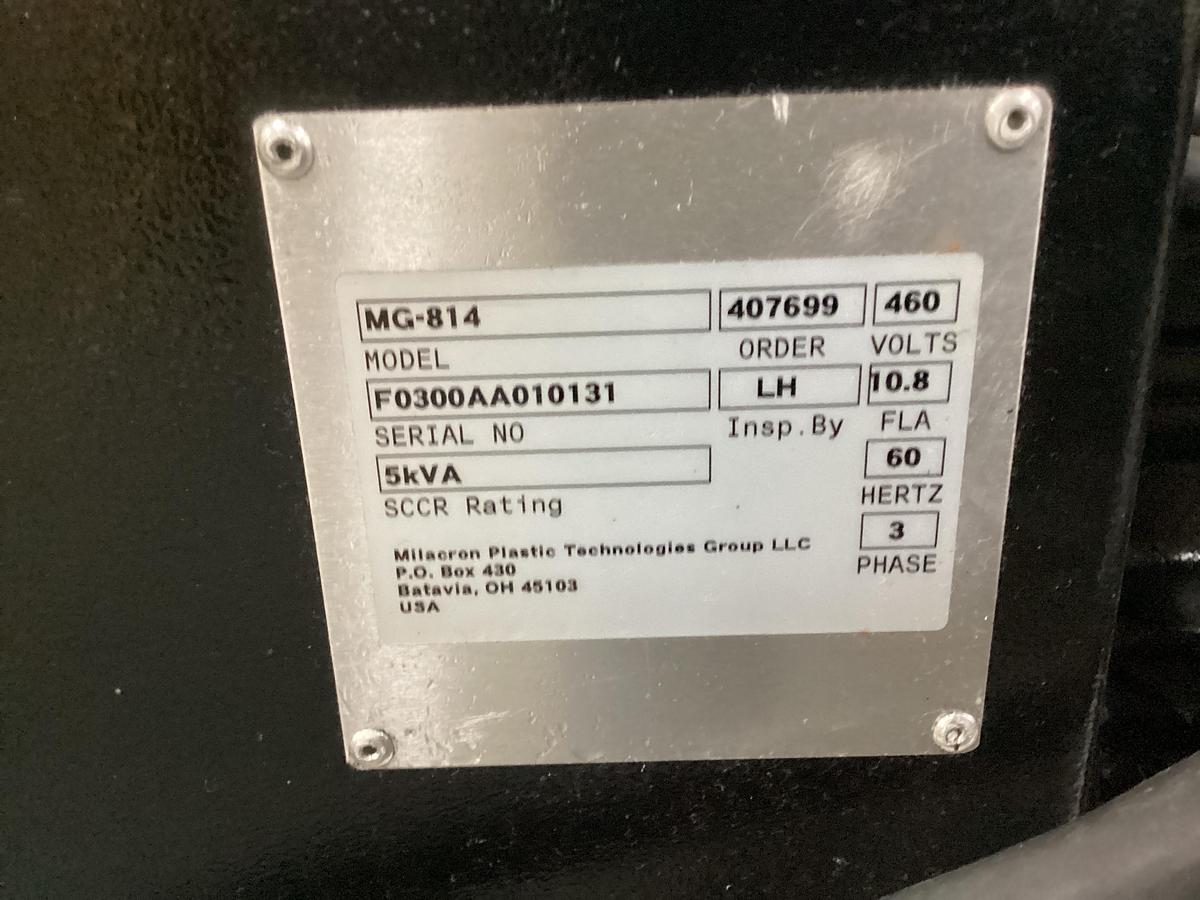 MG-814 407699 460
MODEL ORDER VOLTS
F0300AA010131 LH 10.8
SERIAL NO Insp.By FLA
5kVA 60
SCCR Rating HERTZ
3
PHASE
Milacron Plastic Technologies Group LLC
P.O. Box 430
Batavia, OH 45103
USA